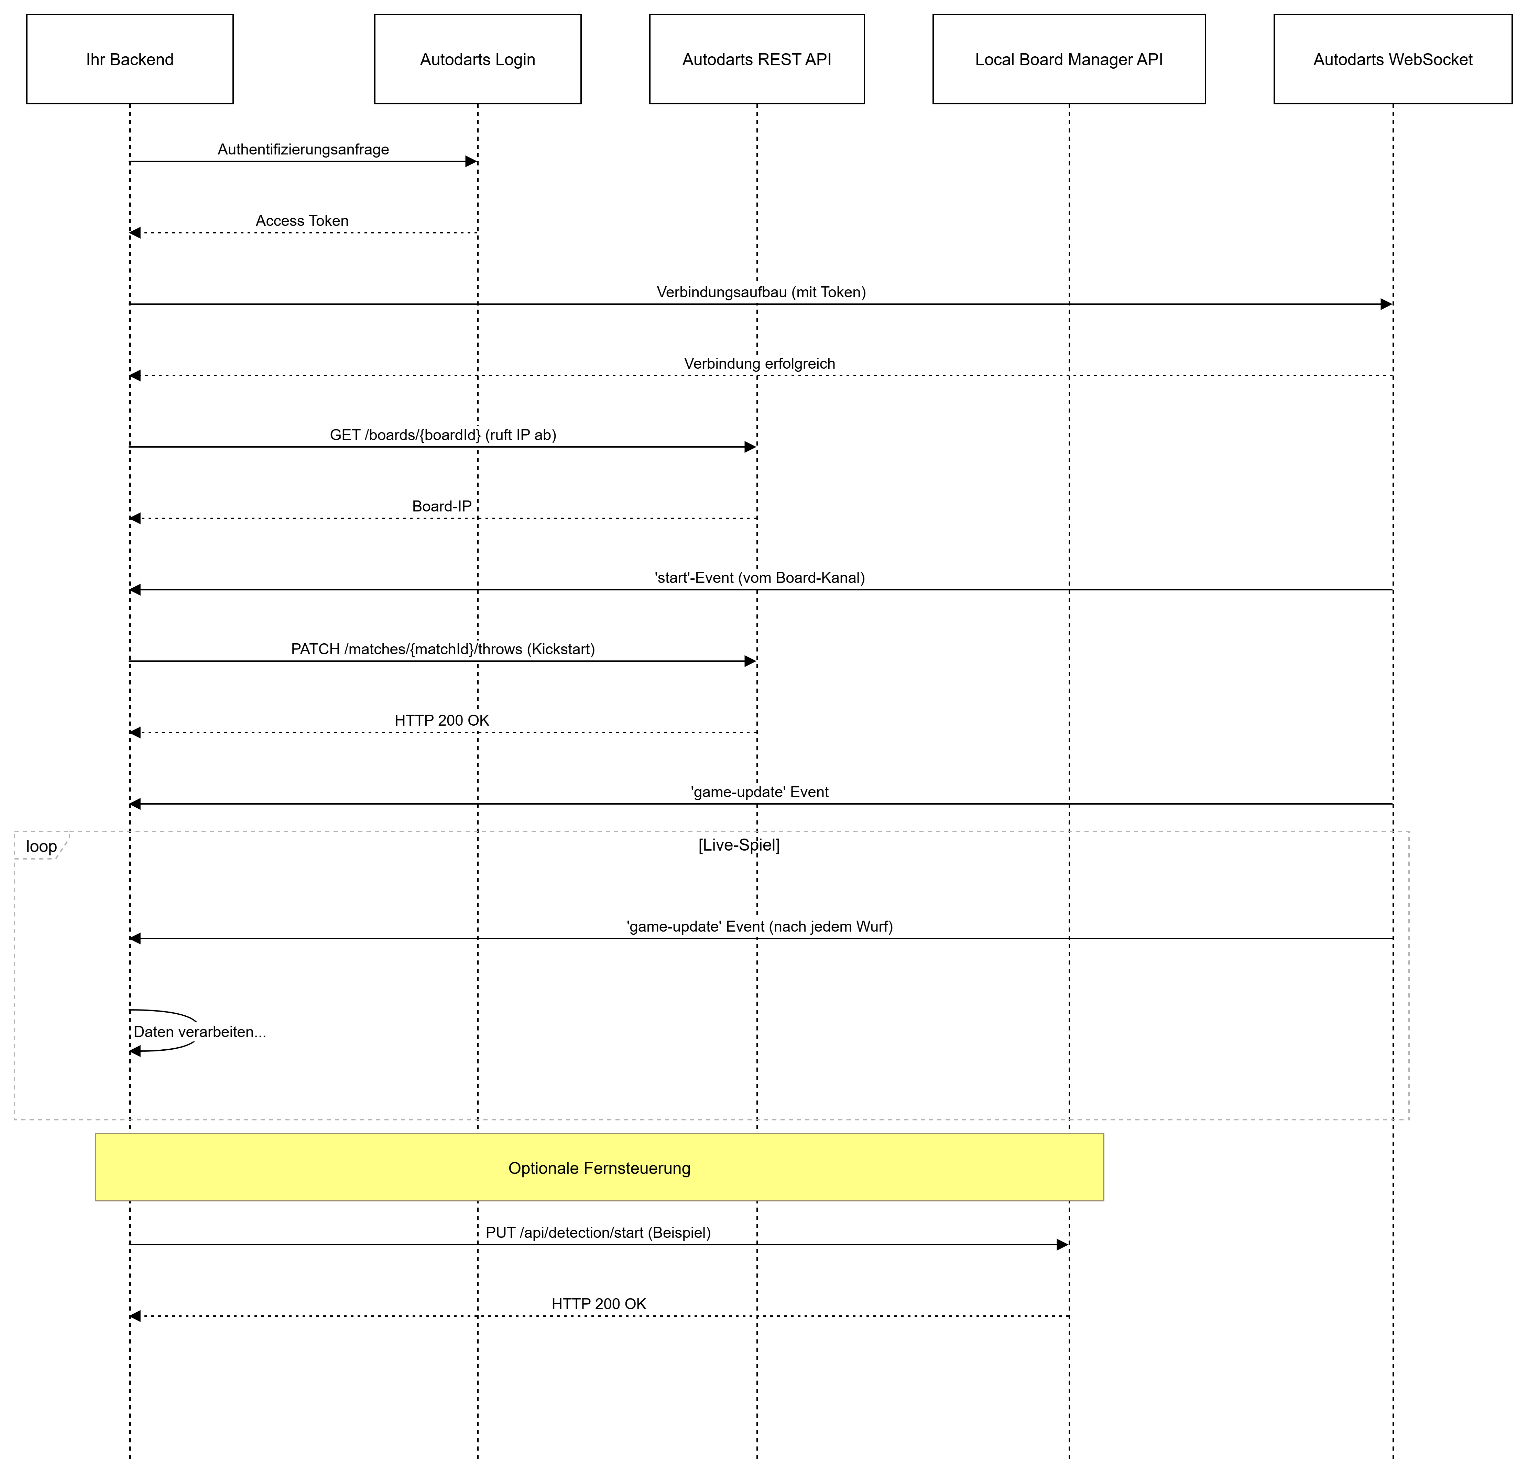 Ihr Backend
Autodarts Login
Autodarts REST API
Local Board Manager API
Autodarts WebSocket
Authentifizierungsanfrage
Access Token
Verbindungsaufbau (mit Token)
Verbindung erfolgreich
GET /boards/{boardId} (ruft IP ab)
Board-IP
'start'-Event (vom Board-Kanal)
PATCH /matches/{matchId}/throws (Kickstart)
HTTP 200 OK
'game-update' Event
loop
[Live-Spiel]
'game-update' Event (nach jedem Wurf)
Daten verarbeiten...
Optionale Fernsteuerung
PUT /api/detection/start (Beispiel)
HTTP 200 OK